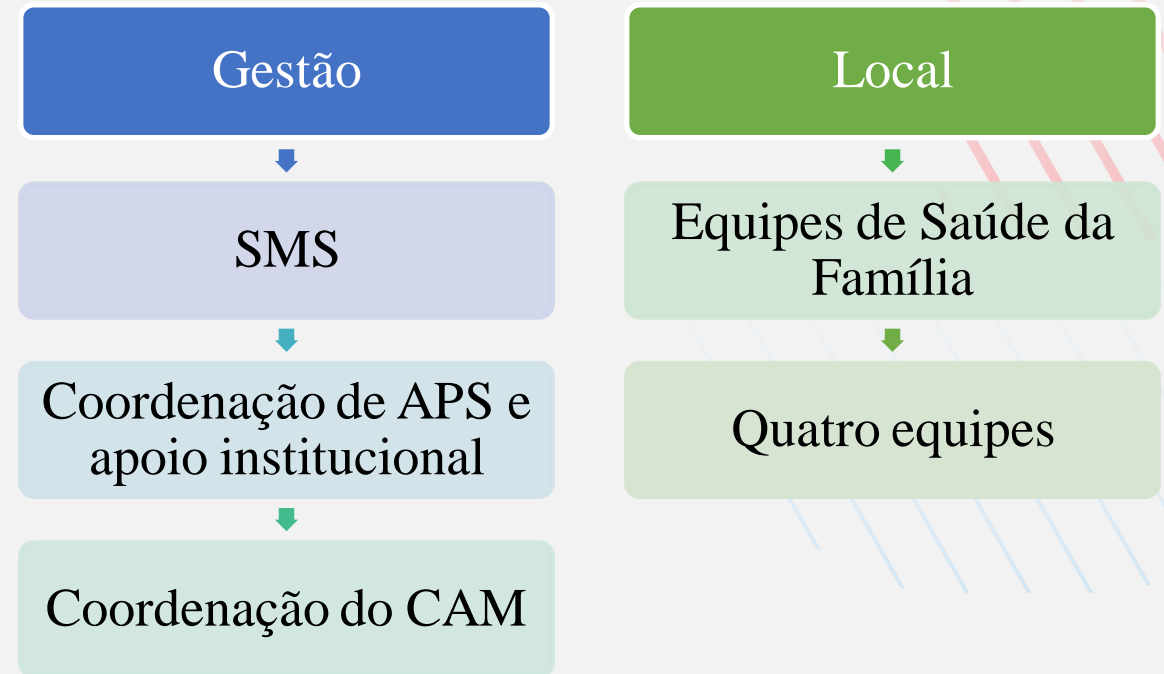 Gestão
SMS
Coordenação de APS e
apoio institucional
Coordenação do CAM
Local
Equipes de Saúde da
Família
Quatro equipes